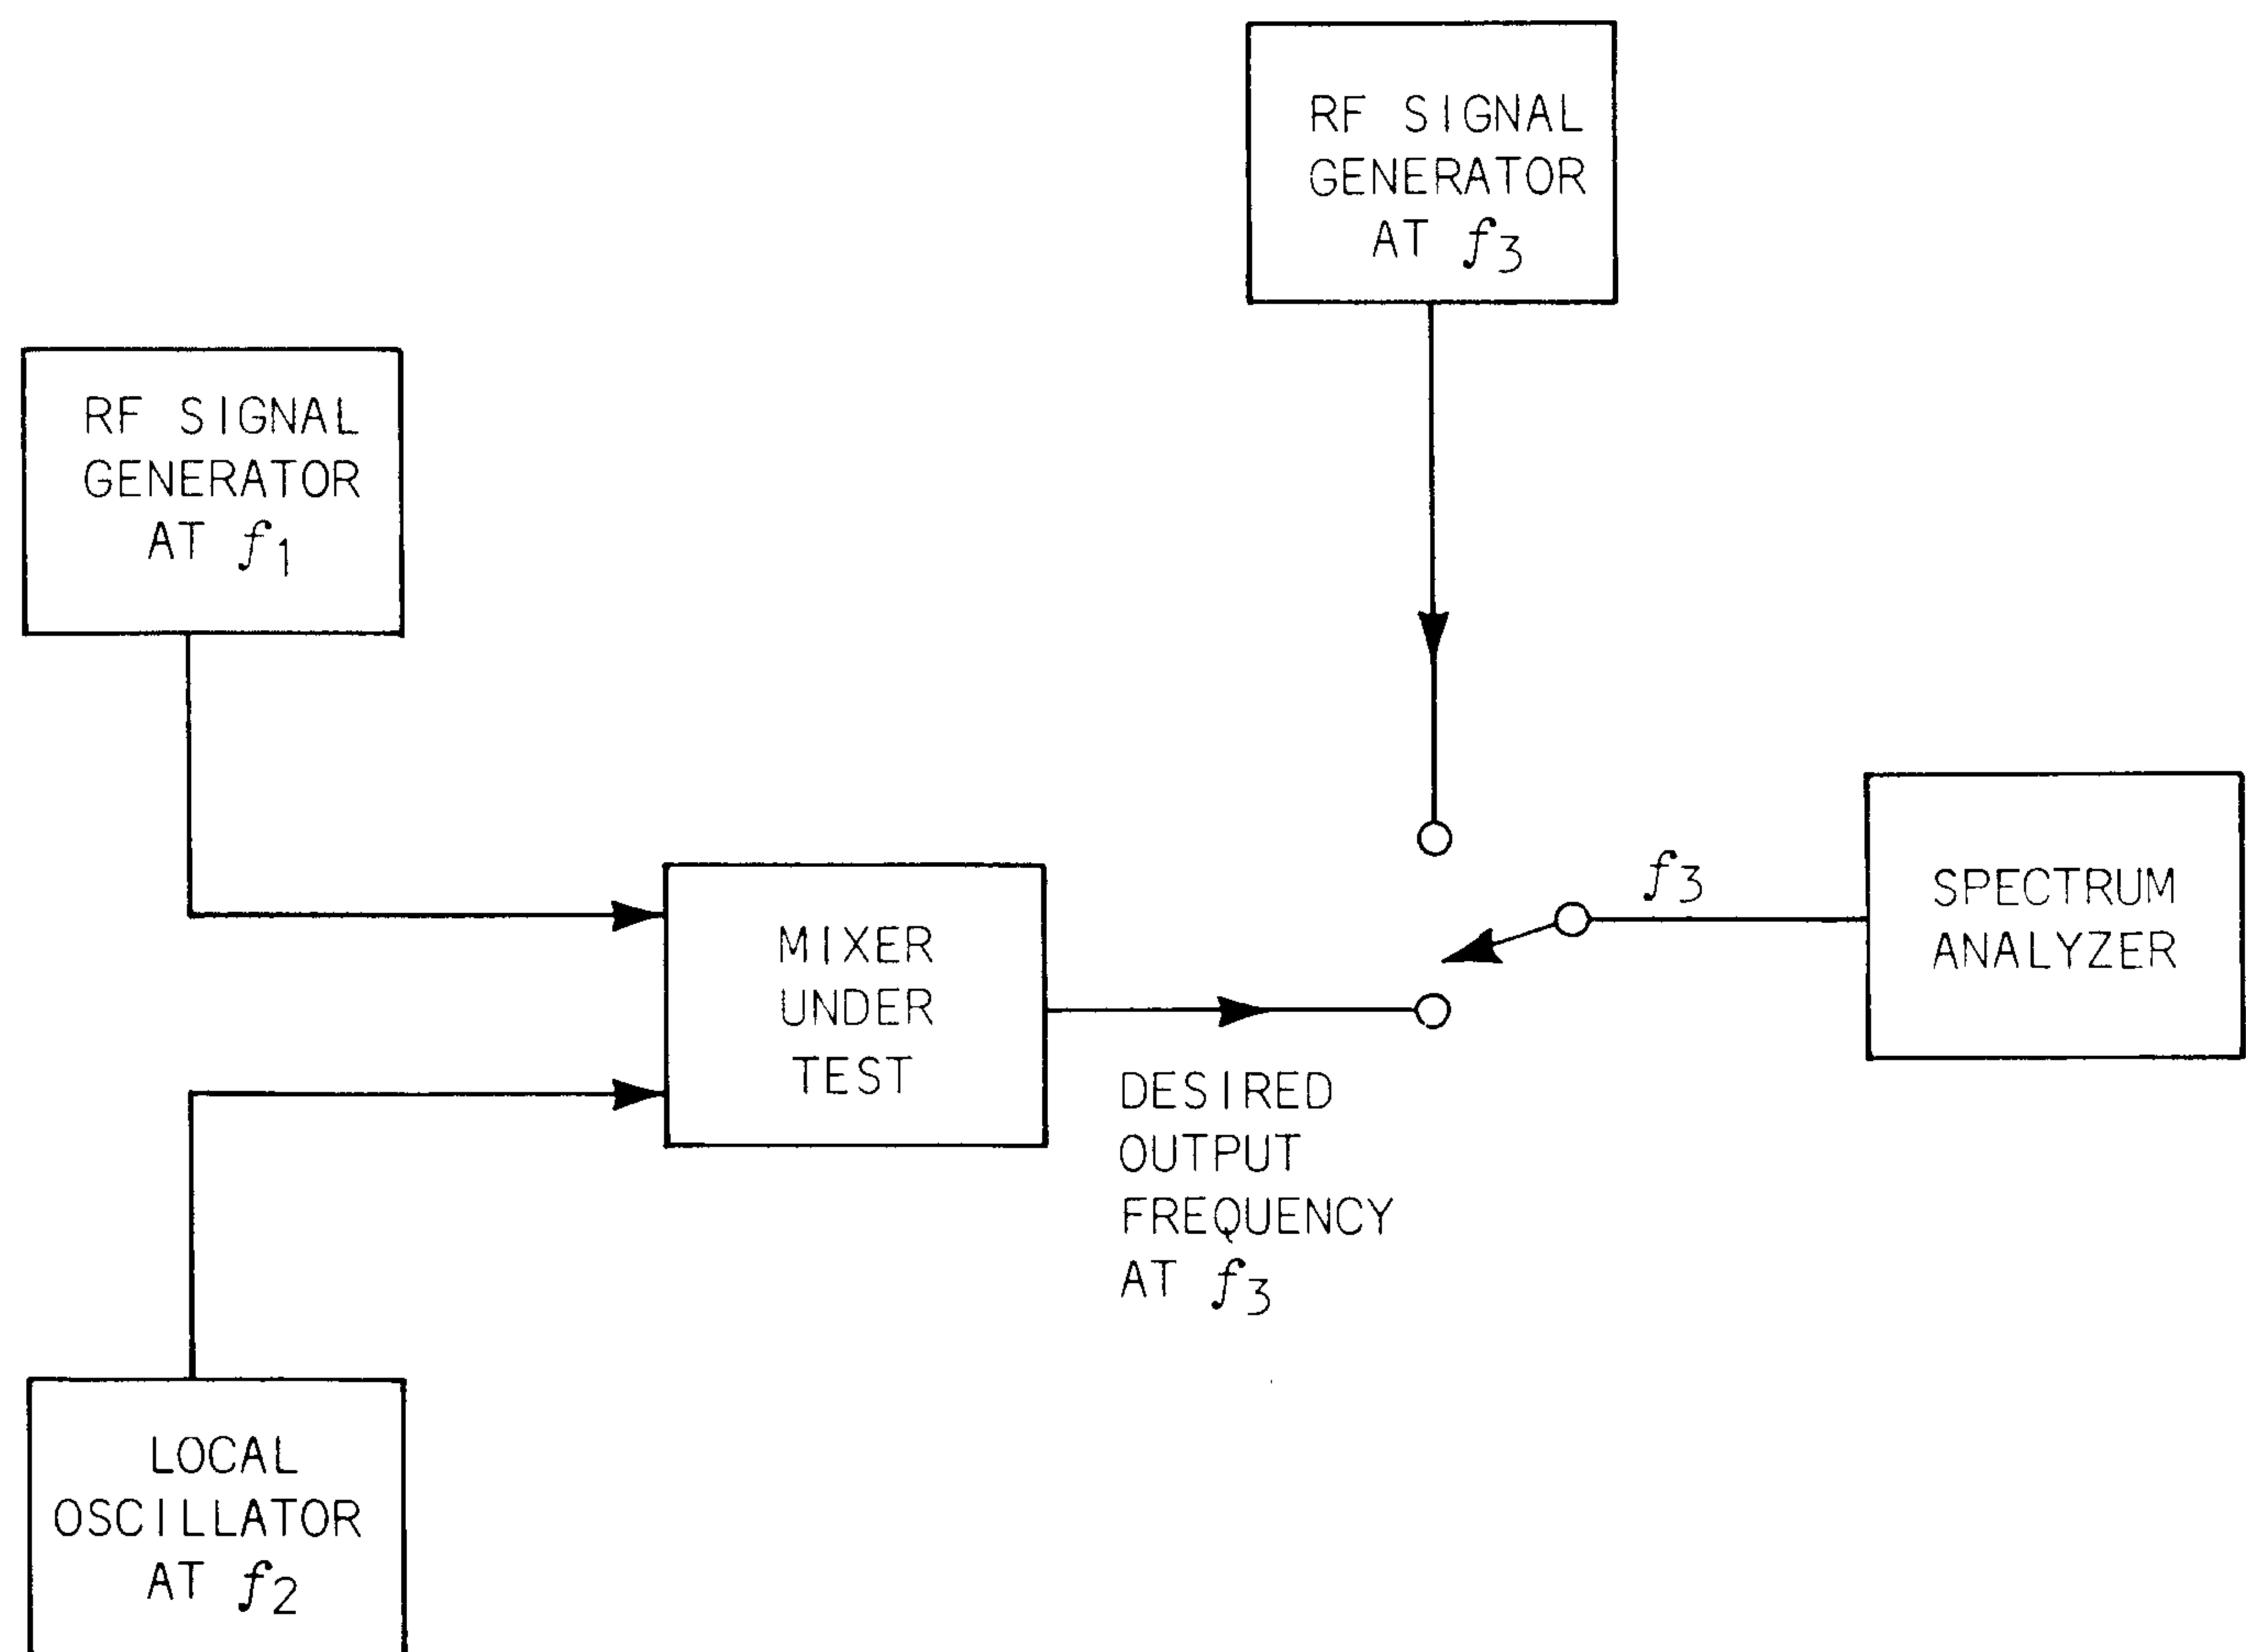 RF SIGNAL
GENERATOR
AT f3
RF SIGNAL
GENERATOR
AT f1
f3
SPECTRUM
ANALYZER
MIXER
UNDER
TEST
DESIRED
OUTPUT
FREQUENCY
AT f3
LOCAL
OSCILLATOR
AT f2